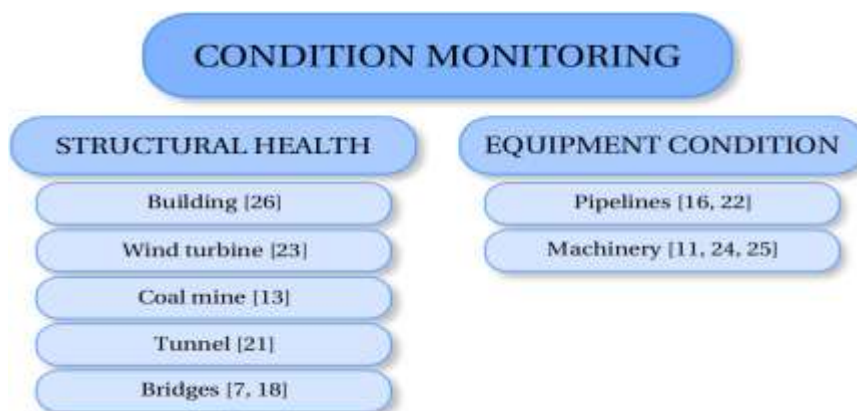 CONDITION MONITORING
STRUCTURAL HEALTH
Building [26]
Wind turbine [23]
Coal mine [13]
Tunnel [21]
Bridges [7, 18]
EQUIPMENT CONDITION
Pipelines [16, 22]
Machinery [11, 24, 25]